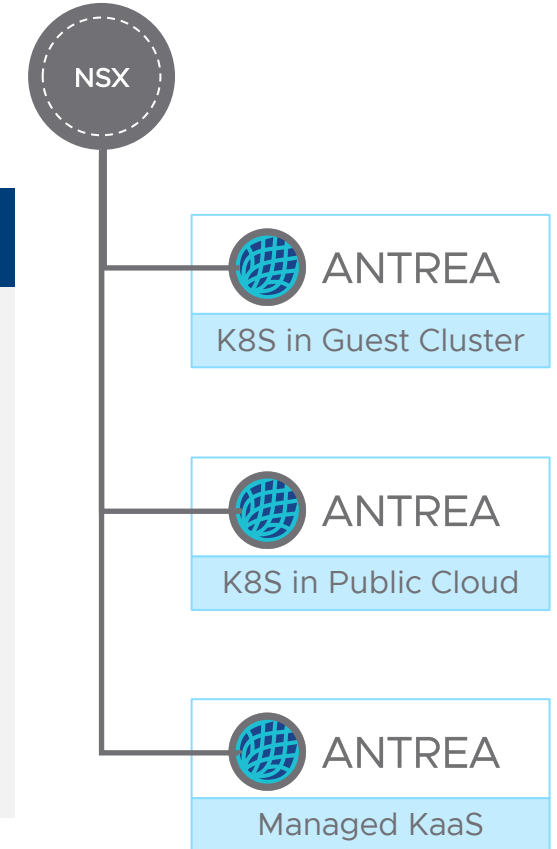 NSX
ANTREA
K8S in Guest Cluster
ANTREA
K8S in Public Cloud
ANTREA
Managed KaaS